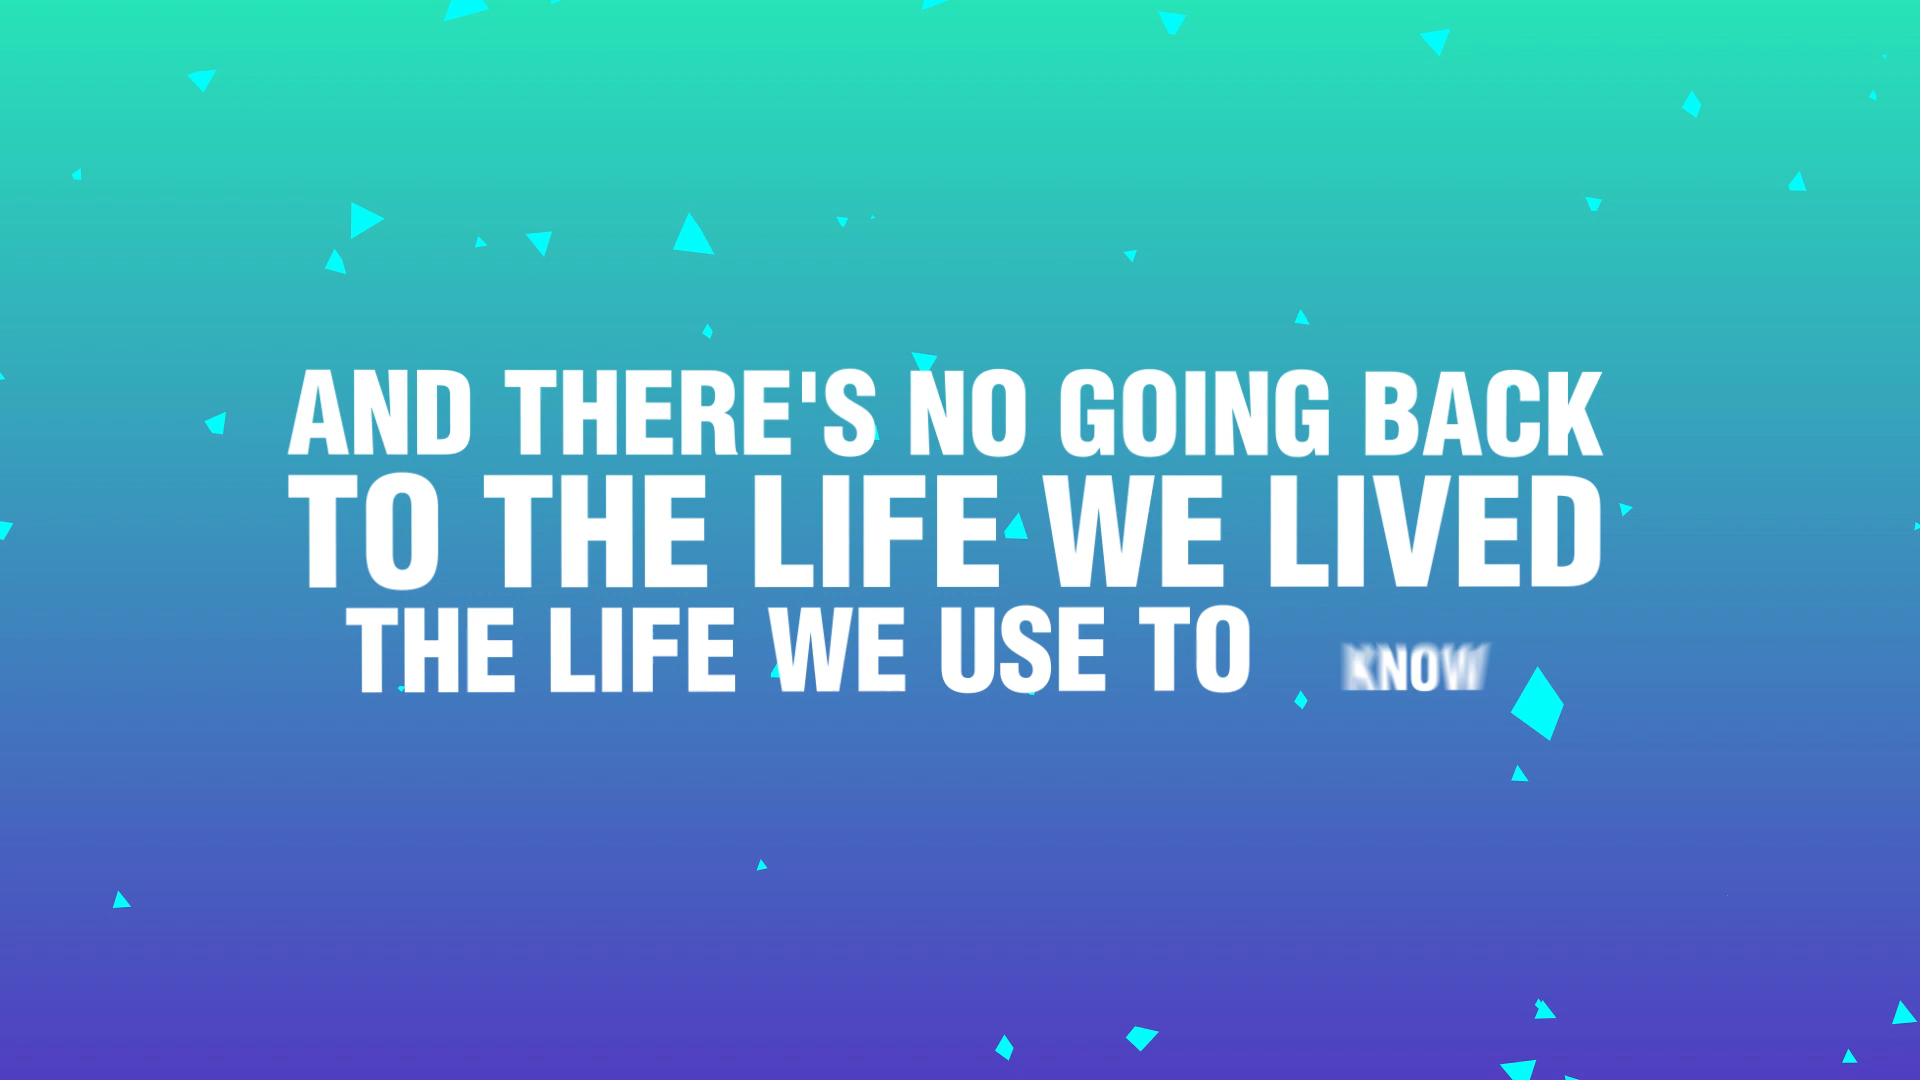 AND THERE'S NO GOING BACK
TO THE LIFE WE LIVED
THE LIFE WE USE TO KNOW